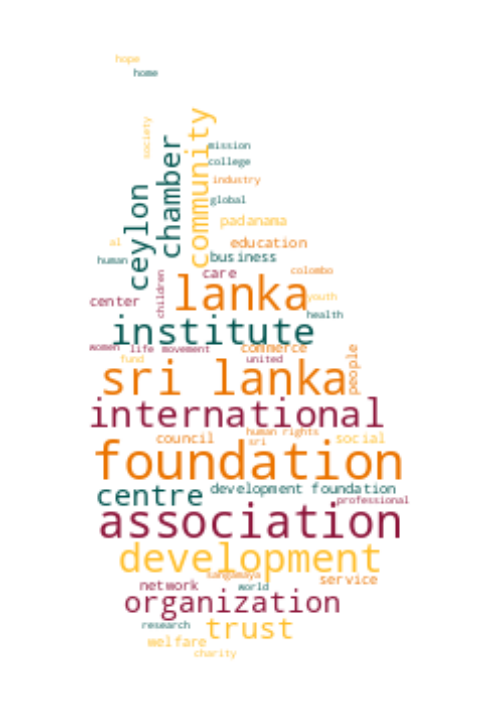 hope
home
society
community
chamber
mission
college
industry
ceylon
global
padanama
al
education
human
business
care
colombo
children
lanka
center
youth
health
institute
women
life
movement
commerce
people
fund
united
sri lanka
international
human rights
council
sri
social
foundation
centre
development foundation
professional
association
development
sangamaya
service
network
world
organization
research
trust
welfare
charity